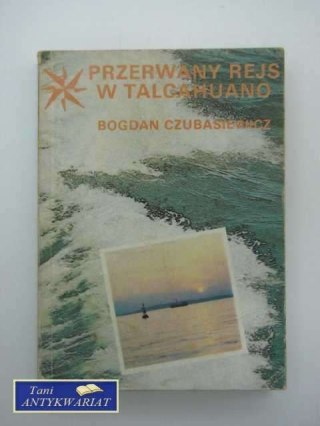 PRZERWANY REJS
W TALCAHUANO
BOGDAN CZUBASIEWICZ
Tani
ANTYKWARIAT